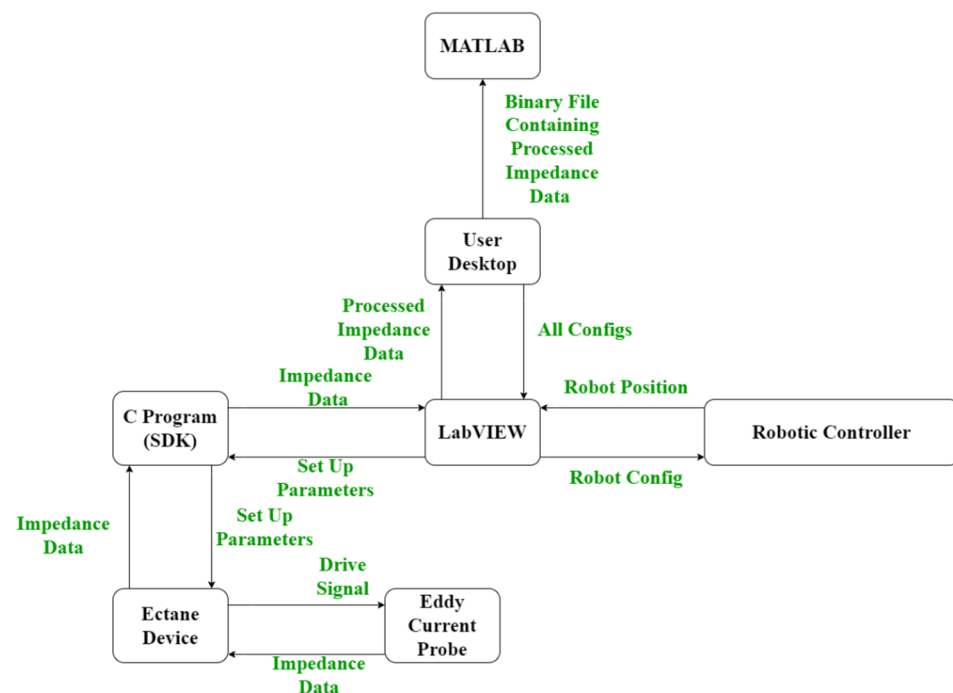 MATLAB
Binary File
Containing
Processed
Impedance
Data
User
Desktop
Processed
Impedance
Data
All Configs
Impedance
Data
Robot Position
C Program
(SDK)
LabVIEW
Robotic Controller
Set Up
Parameters
Robot Config
Impedance
Data
Set Up
Parameters
Drive
Signal
Ectane
Device
Eddy
Current
Probe
Impedance
Data